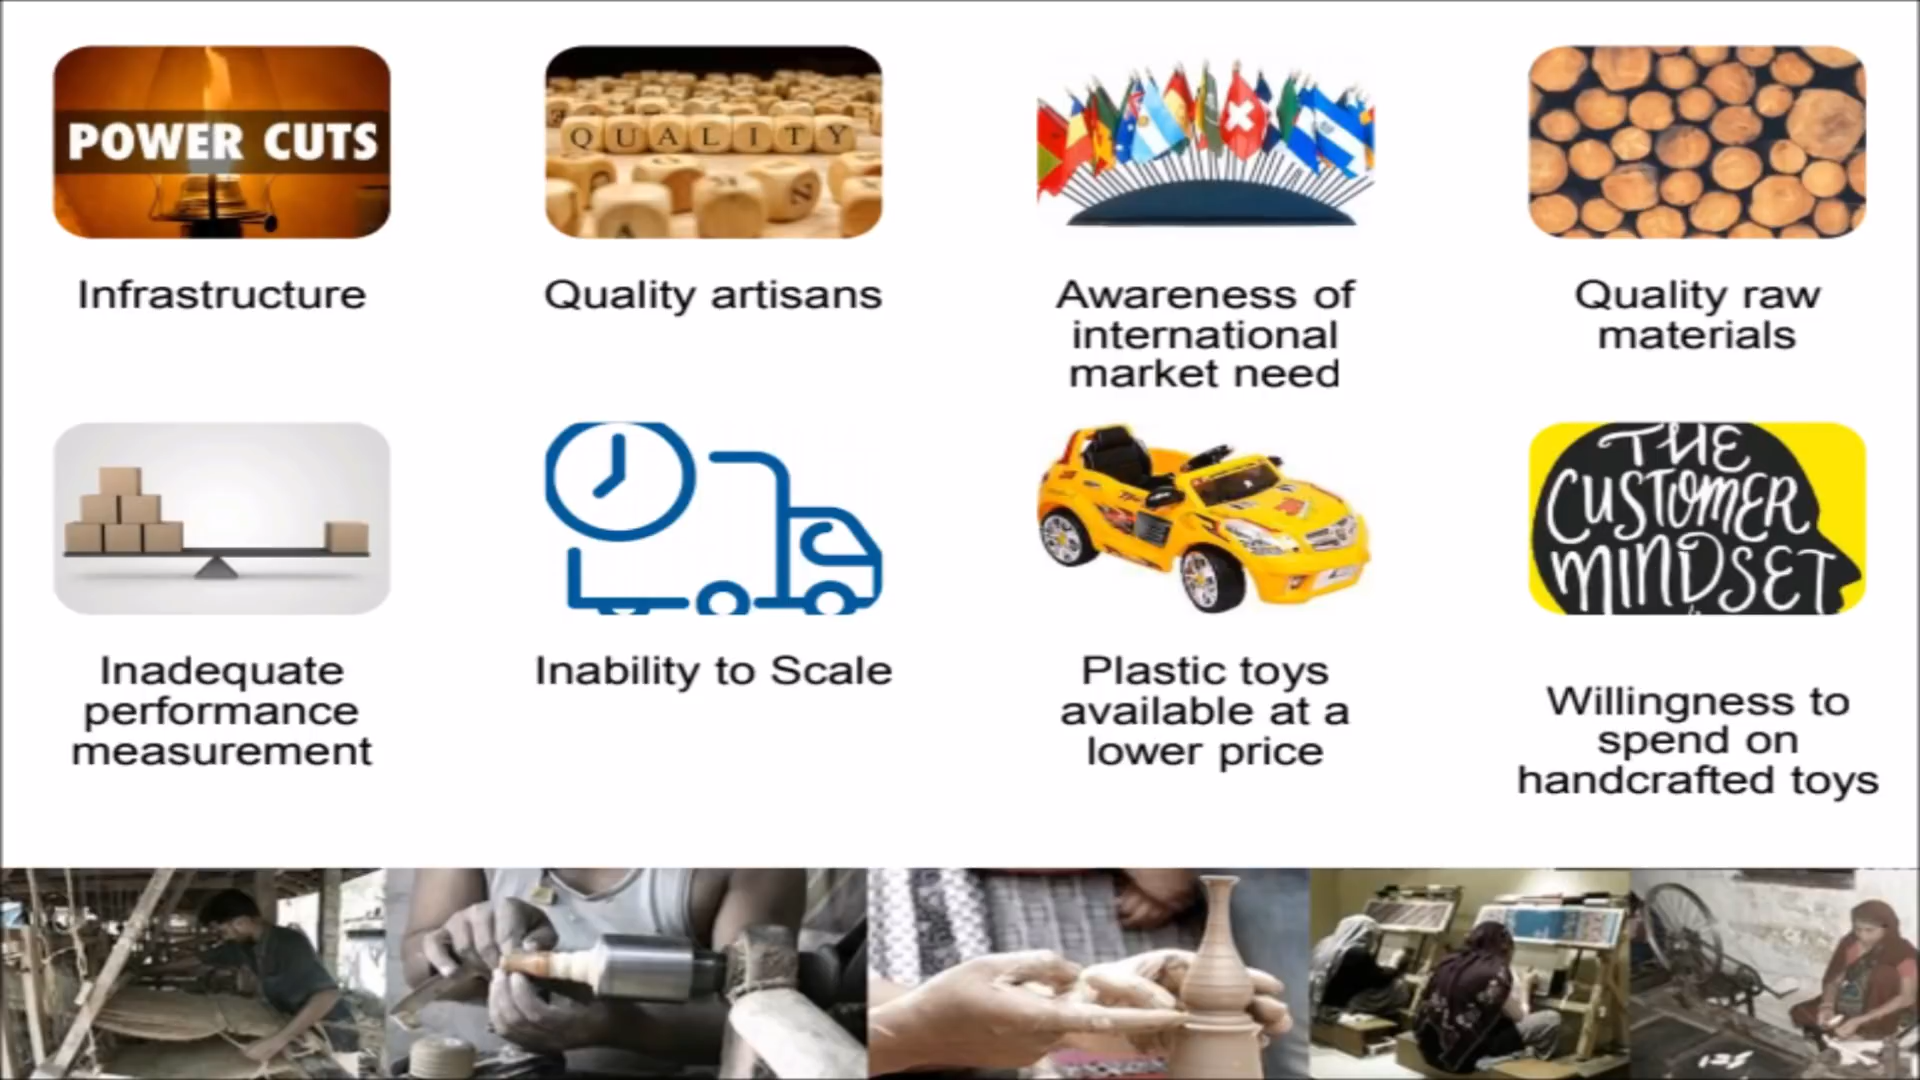 POWER CUTS
QUALITY
Infrastructure
Quality artisans
Awareness of
international
market need
Quality raw
materials
THE
CUSTOMER
MINDSET
Inadequate
performance
measurement
Inability to Scale
Plastic toys
available at a
lower price
Willingness to
spend on
handcrafted toys